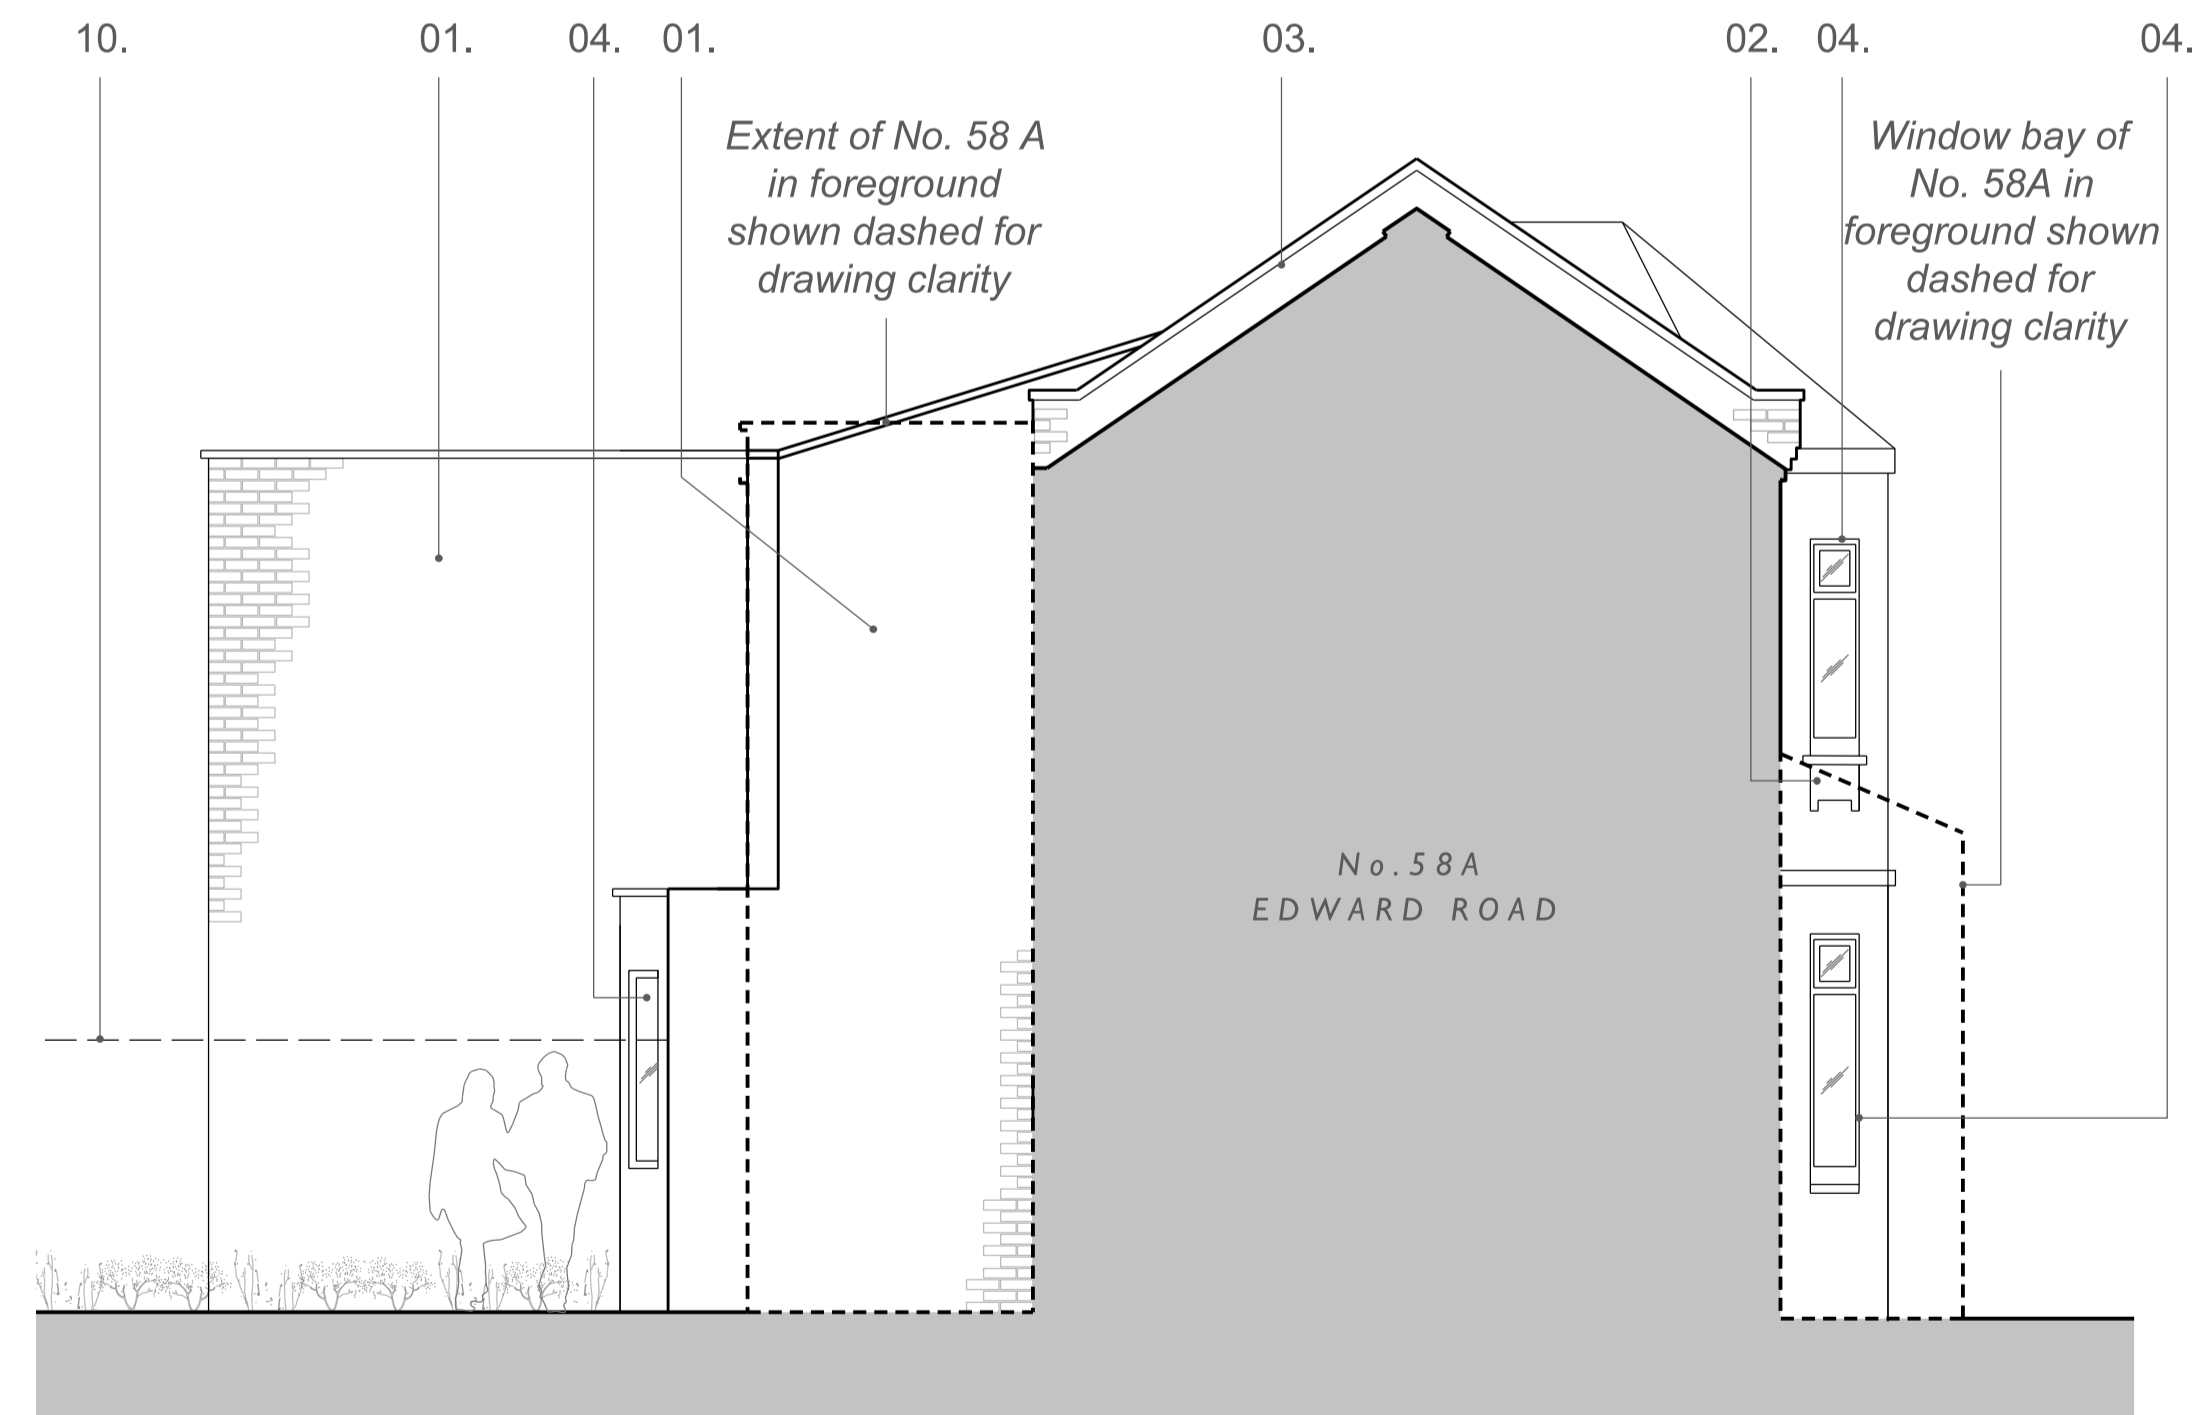 10. 01. 04. 01. 03. 02. 04. 04.
Extent of No. 58 A
in foreground
shown dashed for
drawing clarity
Window bay of
No. 58A in
foreground shown
dashed for
drawing clarity
No.58A
EDWARD ROAD